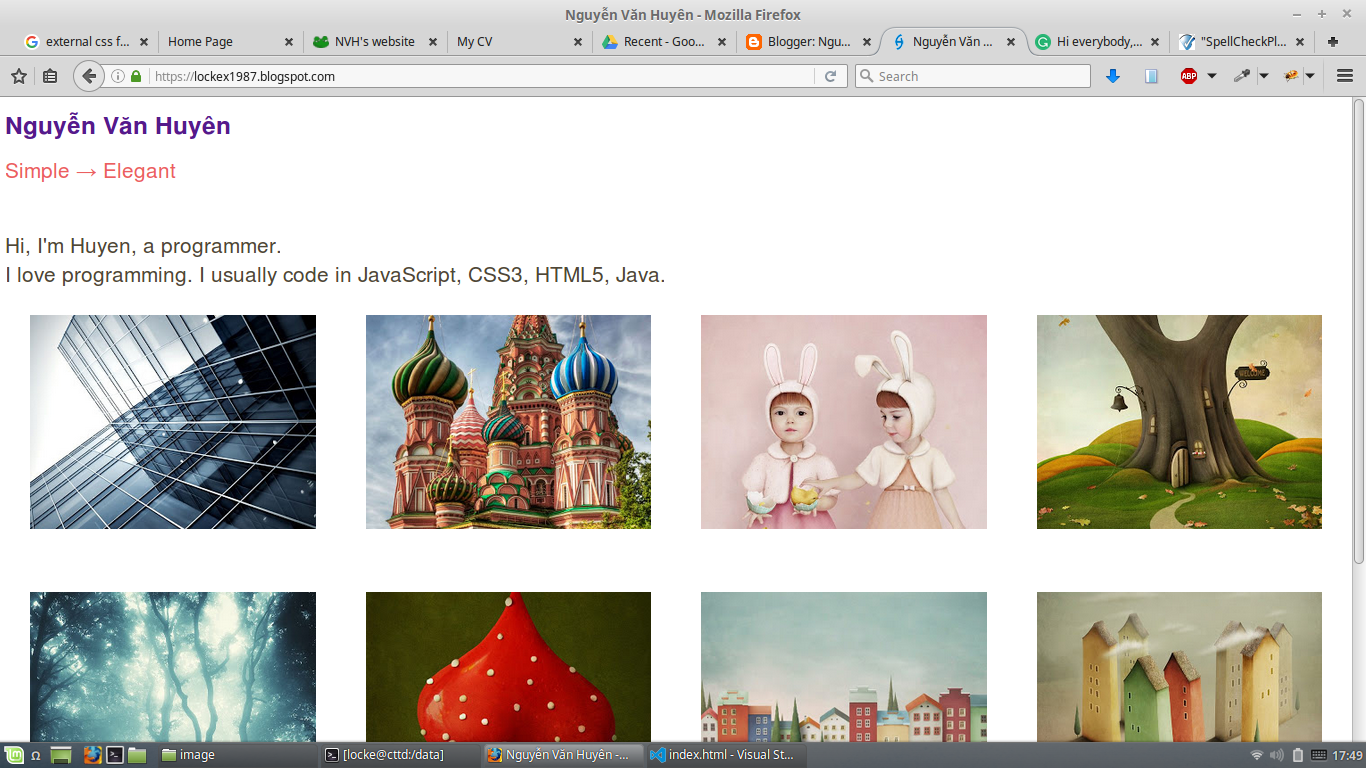 Nguyễn Văn Huyên - Mozilla Firefox
external css f...
Home Page
NVH's website
My CV
Recent - Goo...
Blogger: Ngu...
Nguyễn Văn ...
Hi everybody,...
"SpellCheckPl...
https://lockex1987.blogspot.com
Search
ABP
Nguyễn Văn Huyên
Simple → Elegant
Hi, I'm Huyen, a programmer.
I love programming. I usually code in JavaScript, CSS3, HTML5, Java.
WELCOME
Ω
image
[locke@cttd:/data]
Nguyễn Văn Huyên -...
index.html - Visual St...
17:49